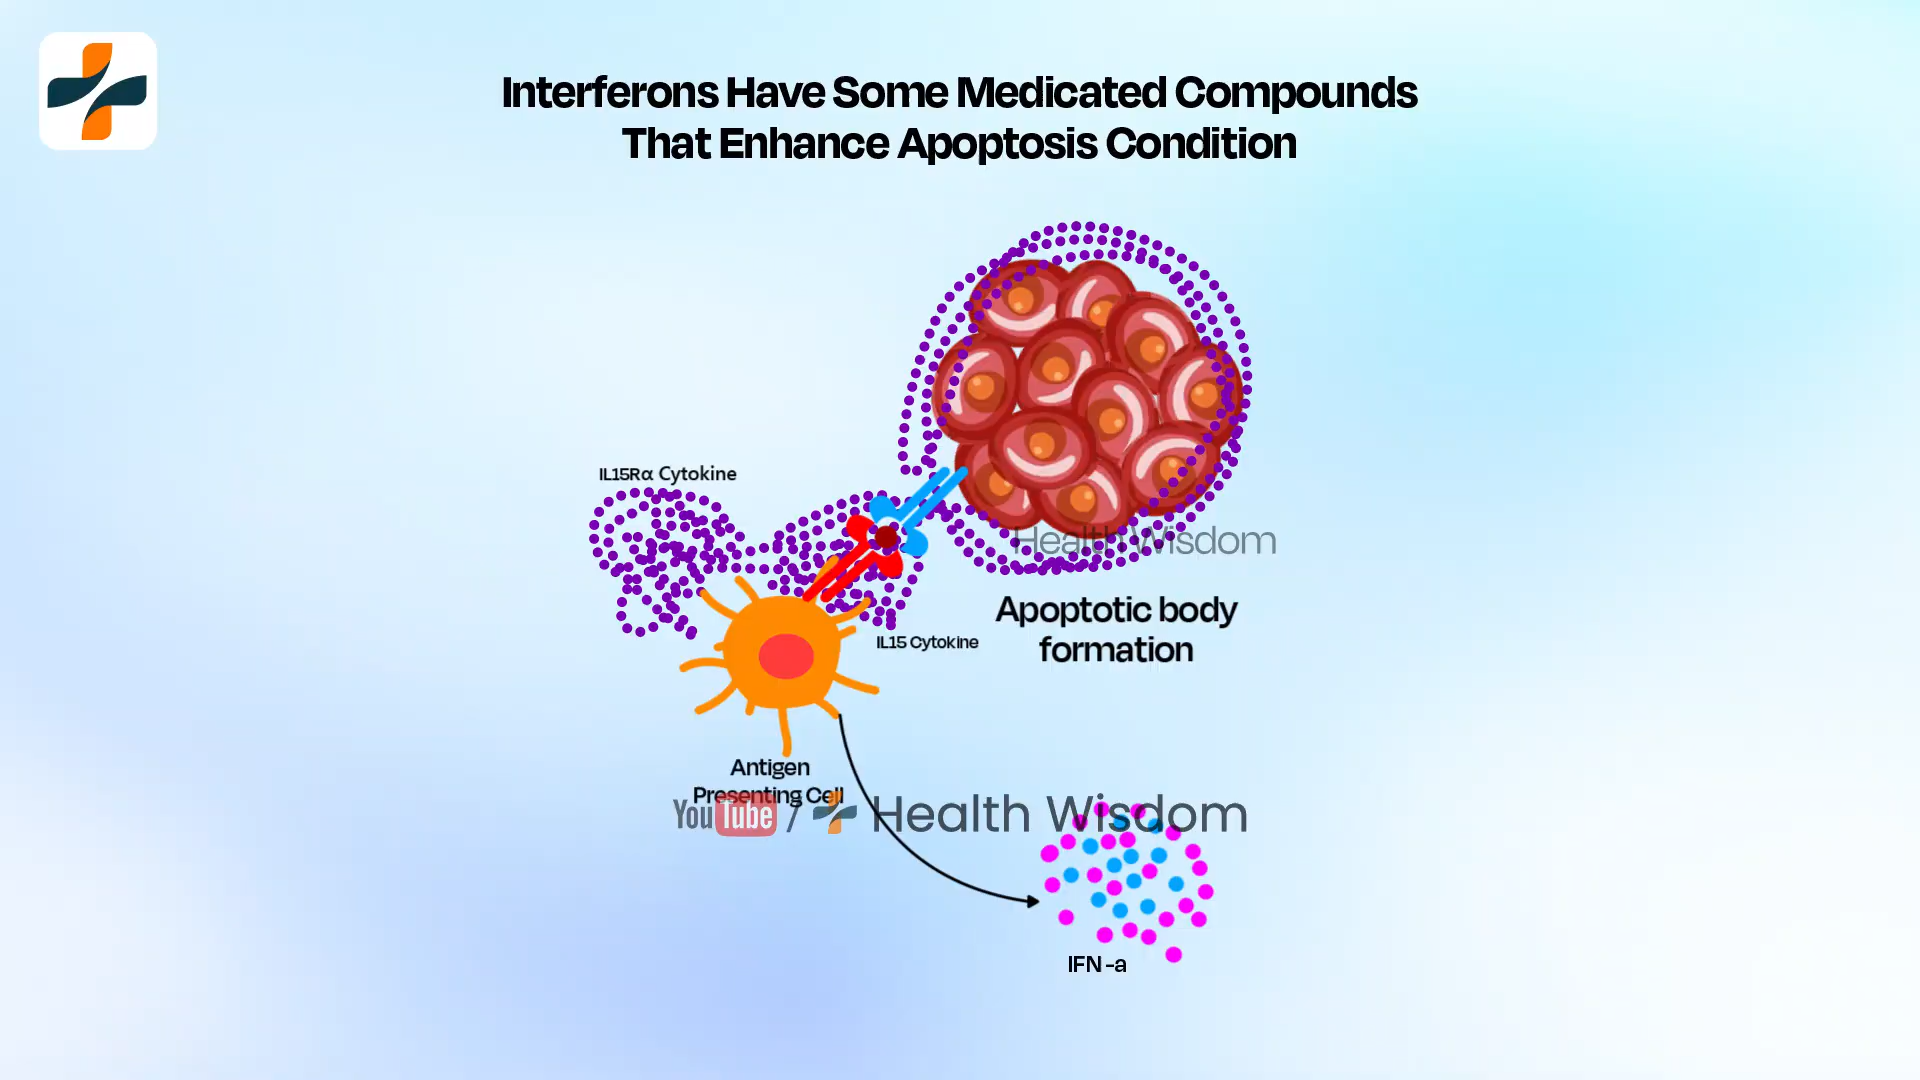 Interferons Have Some Medicated Compounds
That Enhance Apoptosis Condition
IL15Rα Cytokine
Health Wisdom
Apoptotic body
formation
IL15 Cytokine
Antigen
Presenting Cell
YouTube / Health Wisdom
IFN -a